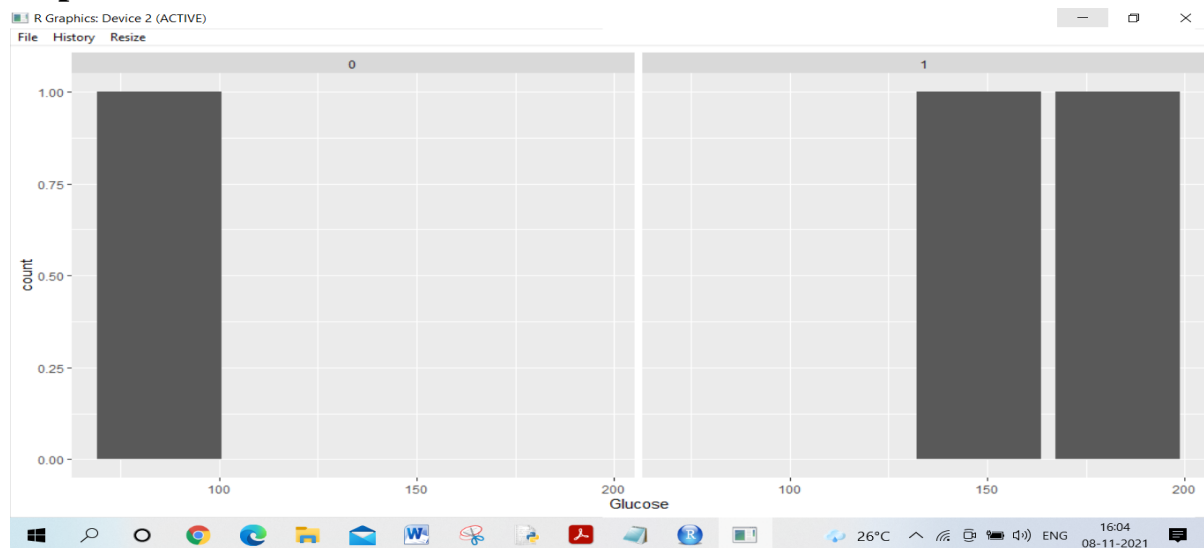 R Graphics: Device 2 (ACTIVE)
File History Resize
0 1
1.00
0.75
0.50
0.25
0.00
count
100 150 200 100 150 200
Glucose
26°C ENG 16:04
08-11-2021